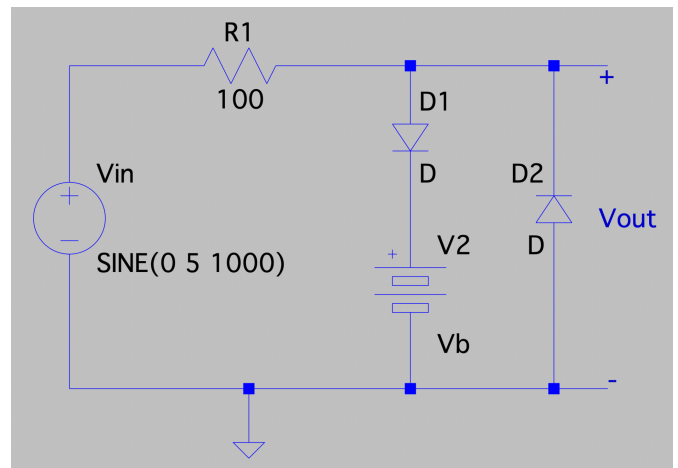 R1
100
+
D1
D
Vin
+
SINE(0 5 1000)
D2
D
Vout
+
V2
Vb
-